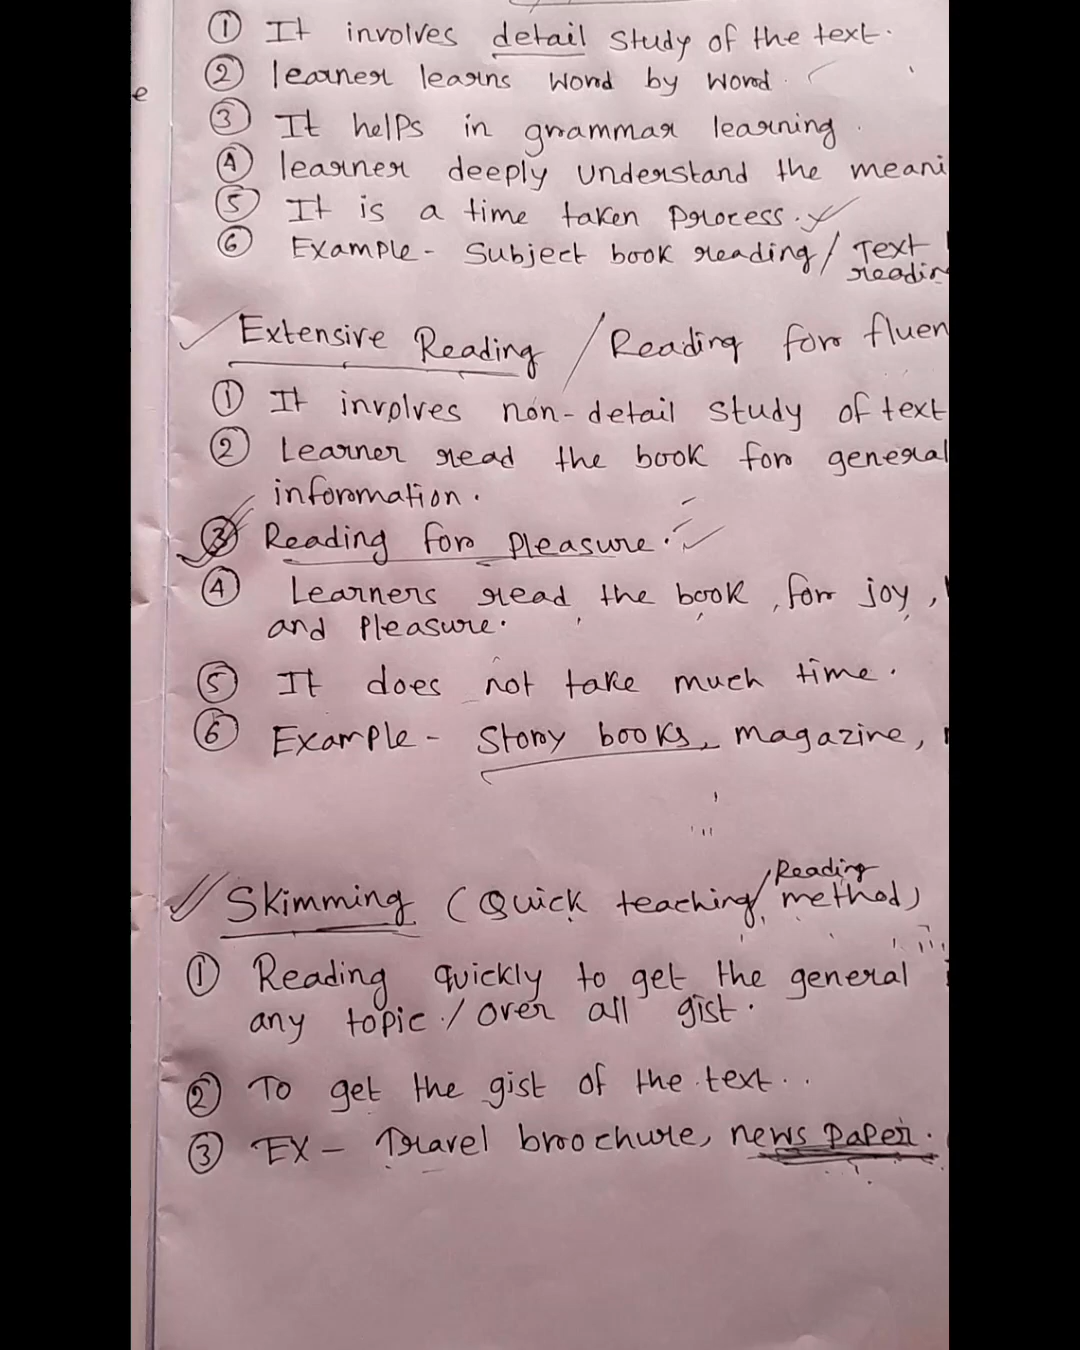 ① It involves detail study of the text.
② learner learns word by word.
e
③ It helps in grammar learning.
④ learner deeply understand the meani
⑤ It is a time taken process.
⑥ Example - Subject book reading / Text
readin
Extensive Reading / Reading for fluen
① It involves non-detail study of text
② Learner read the book for general
information.
③ Reading for pleasure.
④ Learners read the book, for joy,
and pleasure.
⑤ It does not take much time.
⑥ Example - Story books, magazine,
Reading
Skimming (Quick teaching/ method)
① Reading quickly to get the general
any topic./ over all gist.
② To get the gist of the text..
③ EX - Travel brochure, news paper.